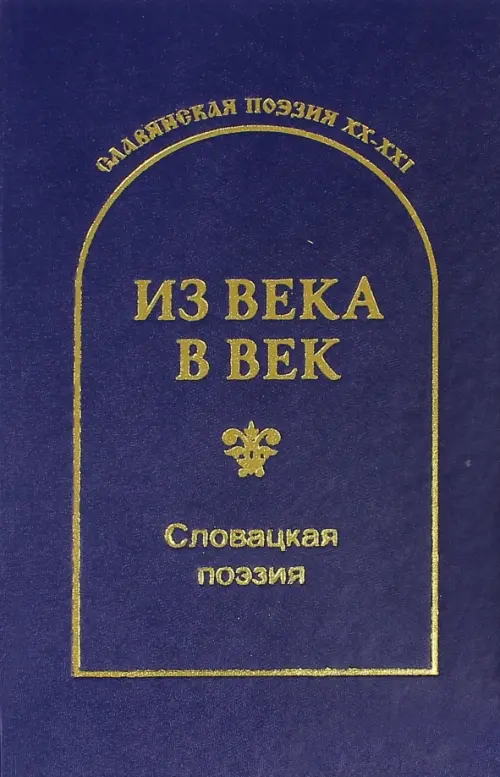 СЛАВЯНСКАЯ ПОЭЗИЯ XX-XXI
ИЗ ВЕКА
В ВЕК
Словацкая
поэзия